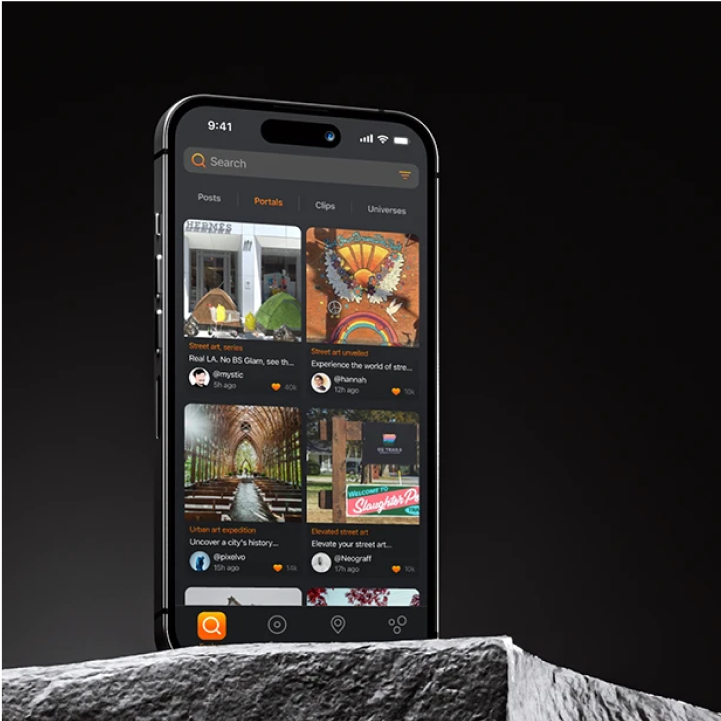 9:41
Search
Posts
Portals
Clips
Universes
HERMÈS
Street art, series
Real LA. No BS Glam, see th...
@mystic
5h ago
40k
Street art unveiled
Experience the world of stre...
@hannah
12h ago
10k
Urban art expedition
Uncover a city's history...
@pixelvo
15h ago
14k
WELCOME TO
Slaughter Pe
Elevated street art
Elevate your street art...
@Neograff
17h ago
10k